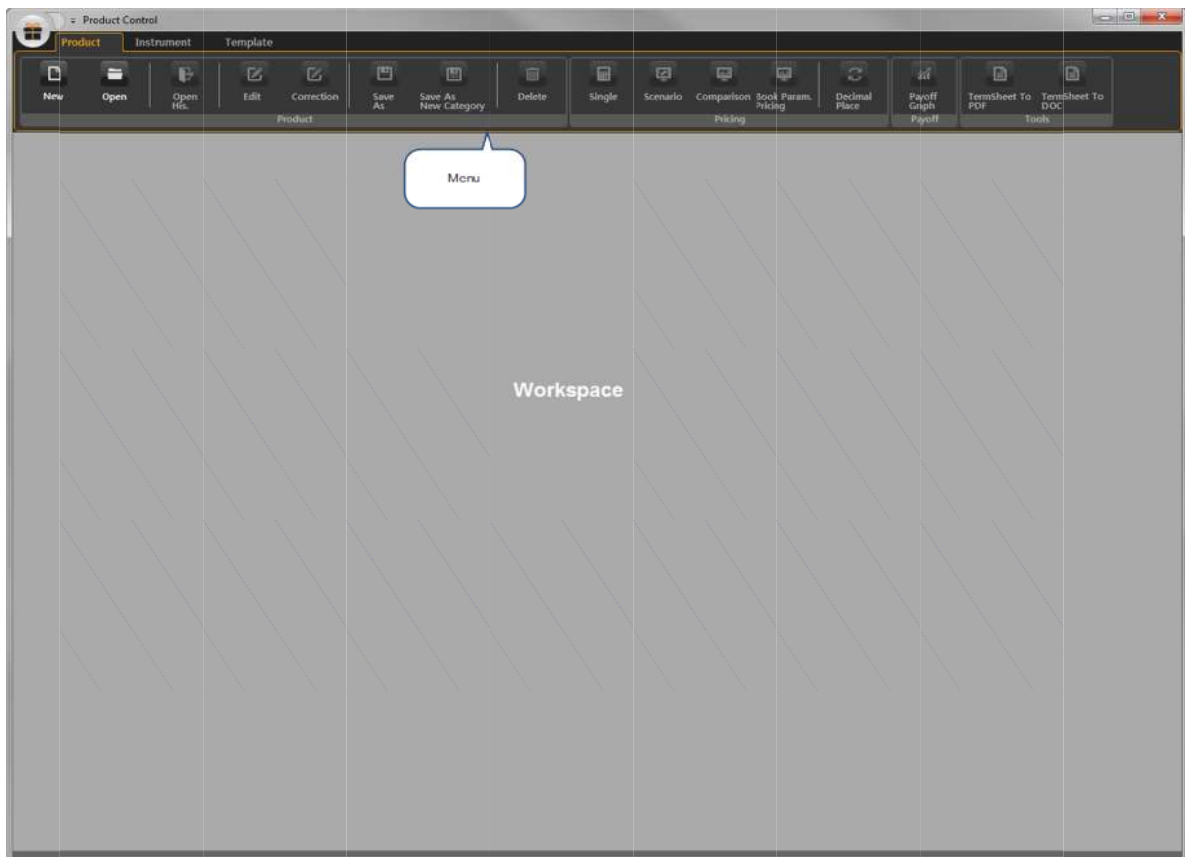 Product Control
Product Instrument Template
New Open Open His. Edit Correction Save As Save As New Category Delete Single Scenario Comparison Book Param. Pricing Decimal Place Payoff Graph TermSheet To PDF TermSheet To DOC
Product Pricing Payoff Tools
Menu
Workspace